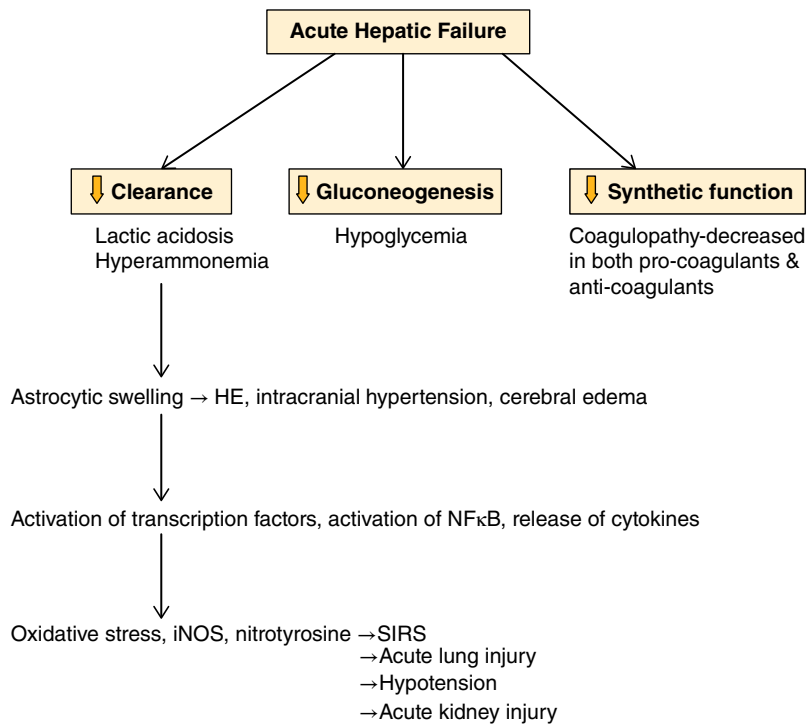 Acute Hepatic Failure
Clearance
Gluconeogenesis
Synthetic function
Lactic acidosis
Hyperammonemia
Hypoglycemia
Coagulopathy-decreased
in both pro-coagulants &
anti-coagulants
Astrocytic swelling → HE, intracranial hypertension, cerebral edema
Activation of transcription factors, activation of NFκB, release of cytokines
Oxidative stress, iNOS, nitrotyrosine →SIRS
→Acute lung injury
→Hypotension
→Acute kidney injury